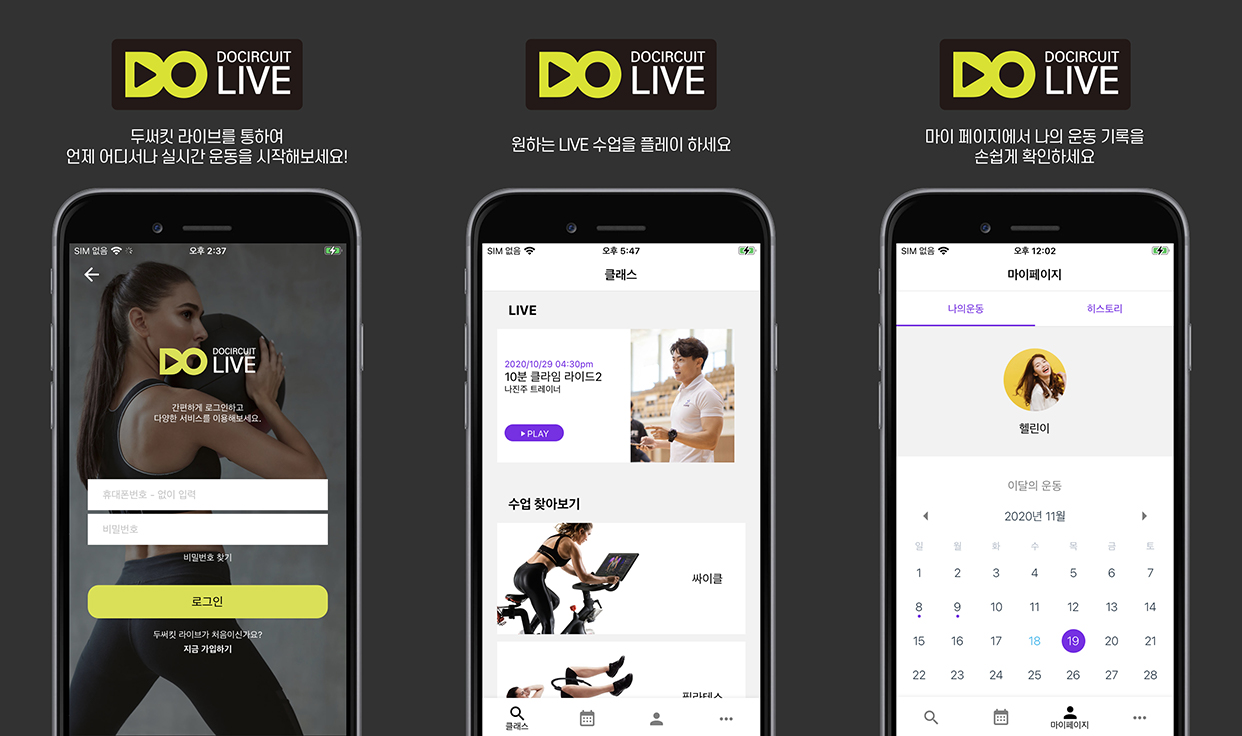 DO DOCIRCUIT
LIVE
두써킷 라이브를 통하여
언제 어디서나 실시간 운동을 시작해보세요!
SIM 없음
오후 2:37
DO DOCIRCUIT
LIVE
간편하게 로그인하고
다양한 서비스를 이용해보세요.
휴대폰번호 - 없이 입력
비밀번호
비밀번호 찾기
로그인
두써킷 라이브가 처음이신가요?
지금 가입하기
DO DOCIRCUIT
LIVE
원하는 LIVE 수업을 플레이 하세요
SIM 없음
오후 5:47
클래스
LIVE
2020/10/29 04:30pm
10분 클라임 라이드2
나진주 트레이너
PLAY
수업 찾아보기
싸이클
필라테스
클래스
DO DOCIRCUIT
LIVE
마이 페이지에서 나의 운동 기록을
손쉽게 확인하세요
SIM 없음
오후 12:02
마이페이지
나의운동 히스토리
헬린이
이달의 운동
2020년 11월
일 월 화 수 목 금 토
1 2 3 4 5 6 7
8 9 10 11 12 13 14
15 16 17 18 19 20 21
22 23 24 25 26 27 28
마이페이지